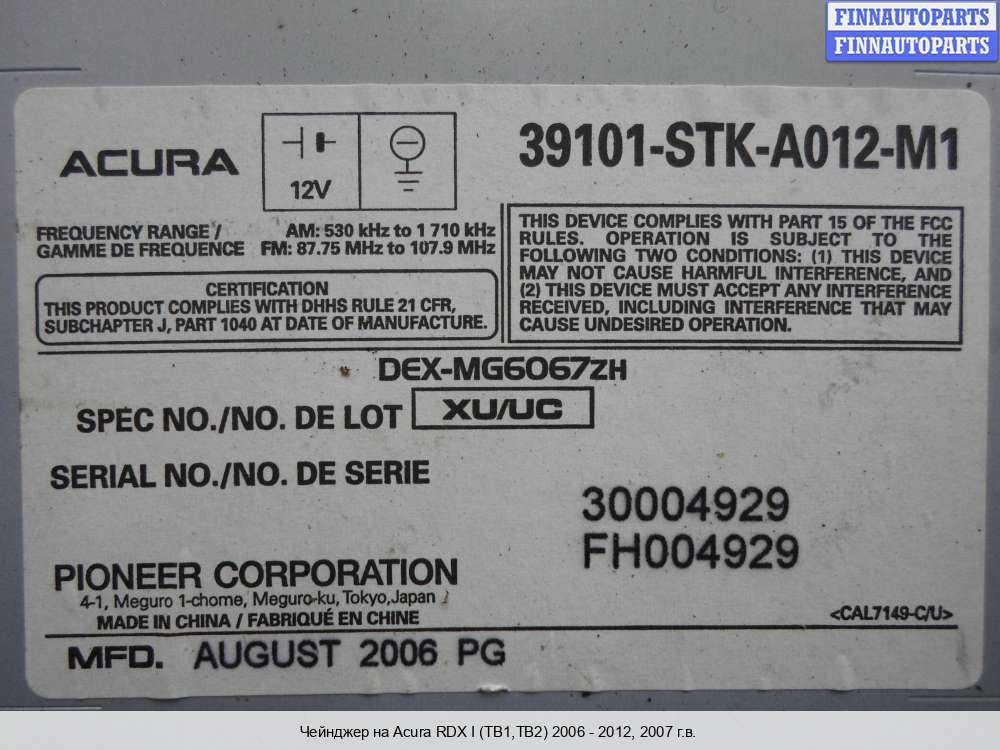 FINNAUTOPARTS
FINNAUTOPARTS
ACURA
12V
39101-STK-A012-M1
FREQUENCY RANGE / AM: 530 kHz to 1 710 kHz
GAMME DE FREQUENCE FM: 87.75 MHz to 107.9 MHz
CERTIFICATION
THIS PRODUCT COMPLIES WITH DHHS RULE 21 CFR,
SUBCHAPTER J, PART 1040 AT DATE OF MANUFACTURE.
THIS DEVICE COMPLIES WITH PART 15 OF THE FCC
RULES. OPERATION IS SUBJECT TO THE
FOLLOWING TWO CONDITIONS: (1) THIS DEVICE
MAY NOT CAUSE HARMFUL INTERFERENCE, AND
(2) THIS DEVICE MUST ACCEPT ANY INTERFERENCE
RECEIVED, INCLUDING INTERFERENCE THAT MAY
CAUSE UNDESIRED OPERATION.
DEX-MG6067ZH
SPEC NO./NO. DE LOT XU/UC
SERIAL NO./NO. DE SERIE
30004929
FH004929
PIONEER CORPORATION
4-1, Meguro 1-chome, Meguro-ku, Tokyo,Japan
MADE IN CHINA / FABRIQUÉ EN CHINE
<CAL7149-C/U>
MFD. AUGUST 2006 PG
Чейнджер на Acura RDX I (TB1,TB2) 2006 - 2012, 2007 г.в.